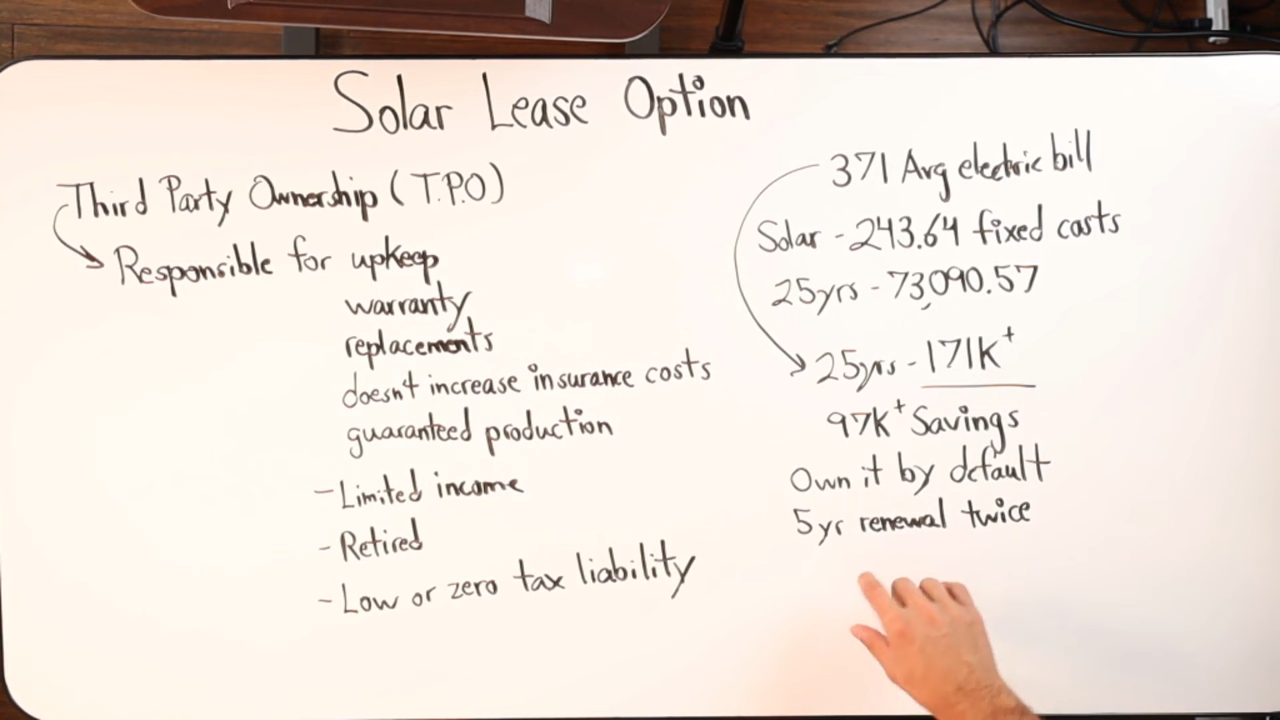 Solar Lease Option
Third Party Ownership (T.P.O)
Responsible for upkeep
warranty
replacements
doesn't increase insurance costs
guaranteed production
- Limited income
- Retired
- Low or zero tax liability
371 Avg electric bill
Solar - 243.64 fixed costs
25yrs - 73,090.57
25yrs - 171K+
97K+ Savings
Own it by default
5yr renewal twice